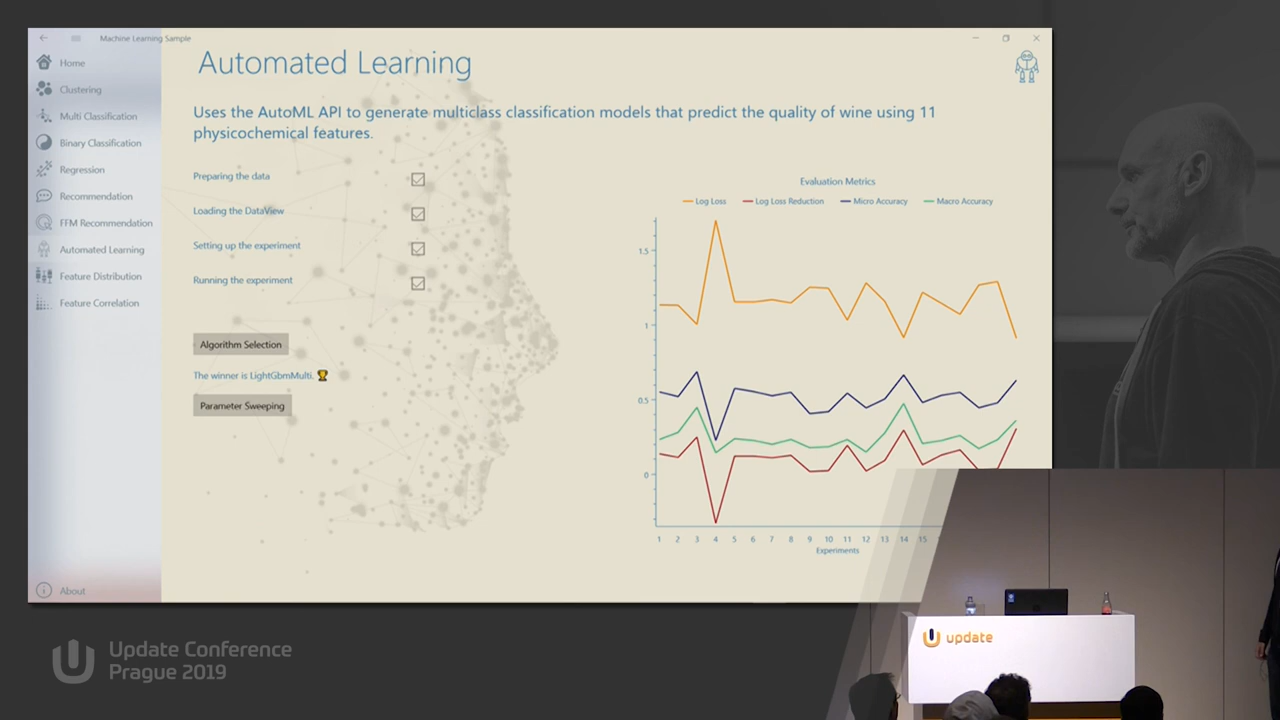 Machine Learning Sample
Home
Clustering
Multi Classification
Binary Classification
Regression
Recommendation
FFM Recommendation
Automated Learning
Feature Distribution
Feature Correlation
About
Automated Learning
Uses the AutoML API to generate multiclass classification models that predict the quality of wine using 11
physicochemical features.
Preparing the data
Loading the DataView
Setting up the experiment
Running the experiment
Algorithm Selection
The winner is LightGbmMulti. 🏆
Parameter Sweeping
Evaluation Metrics
Log Loss Log Loss Reduction Micro Accuracy Macro Accuracy
1.5
1
0.5
0
1 2 3 4 5 6 7 8 9 10 11 12 13 14 15
Experiments
Update Conference
Prague 2019
update